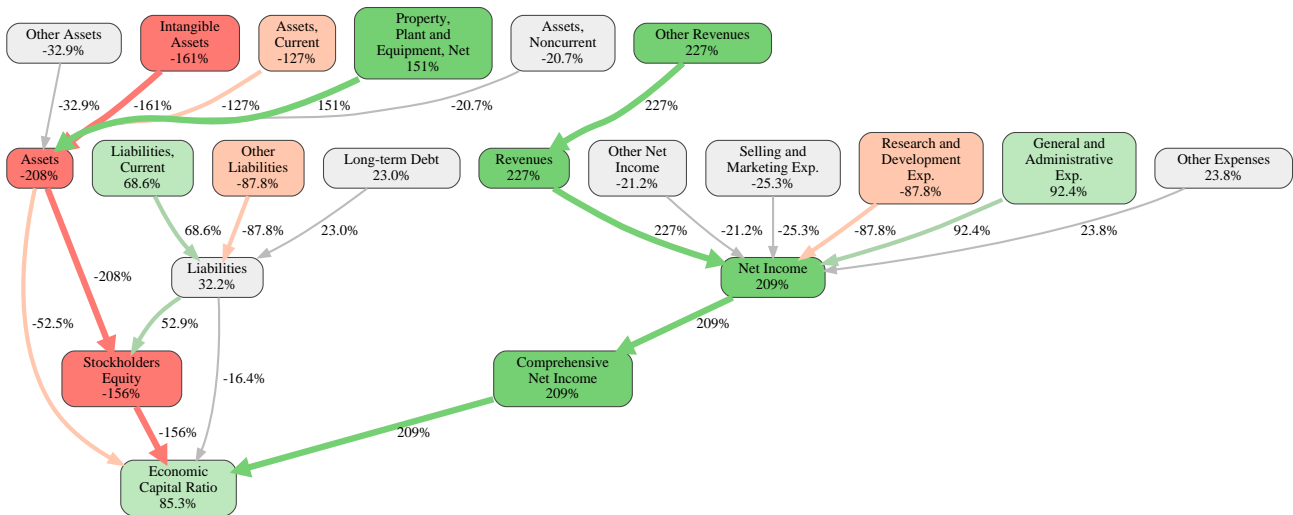 Other Assets
-32.9%
Intangible
Assets
-161%
Assets,
Current
-127%
Property,
Plant and
Equipment, Net
151%
Assets,
Noncurrent
-20.7%
Other Revenues
227%
-32.9%
-161%
-127%
151%
-20.7%
227%
Assets
-208%
Liabilities,
Current
68.6%
Other
Liabilities
-87.8%
Long-term Debt
23.0%
Revenues
227%
Other Net
Income
-21.2%
Selling and
Marketing Exp.
-25.3%
Research and
Development
Exp.
-87.8%
General and
Administrative
Exp.
92.4%
Other Expenses
23.8%
68.6%
-87.8%
23.0%
227%
-21.2%
-25.3%
-87.8%
92.4%
23.8%
-208%
Liabilities
32.2%
Net Income
209%
-52.5%
52.9%
209%
Stockholders
Equity
-156%
-16.4%
Comprehensive
Net Income
209%
-156%
209%
Economic
Capital Ratio
85.3%